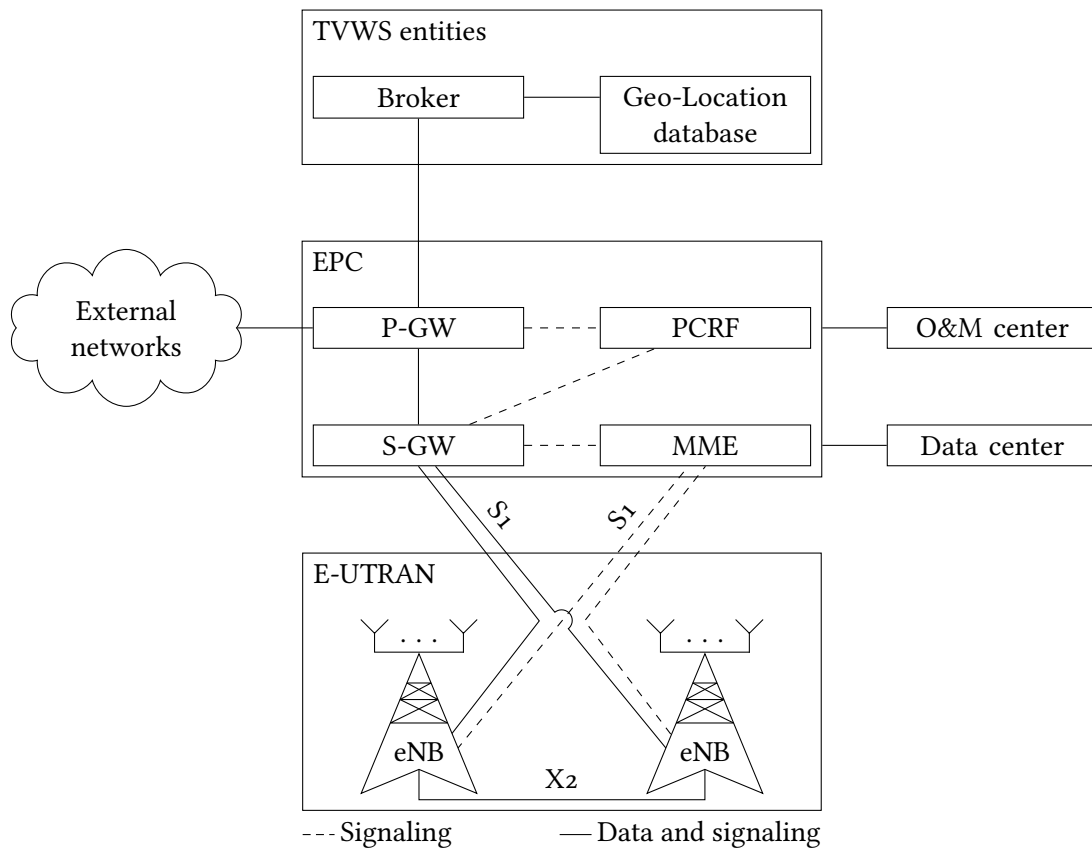 TVWS entities
Broker
Geo-Location
database
EPC
External
networks
P-GW
PCRF
O&M center
S-GW
MME
Data center
S1
S1
E-UTRAN
. . .
. . .
eNB
eNB
X2
Signaling
Data and signaling